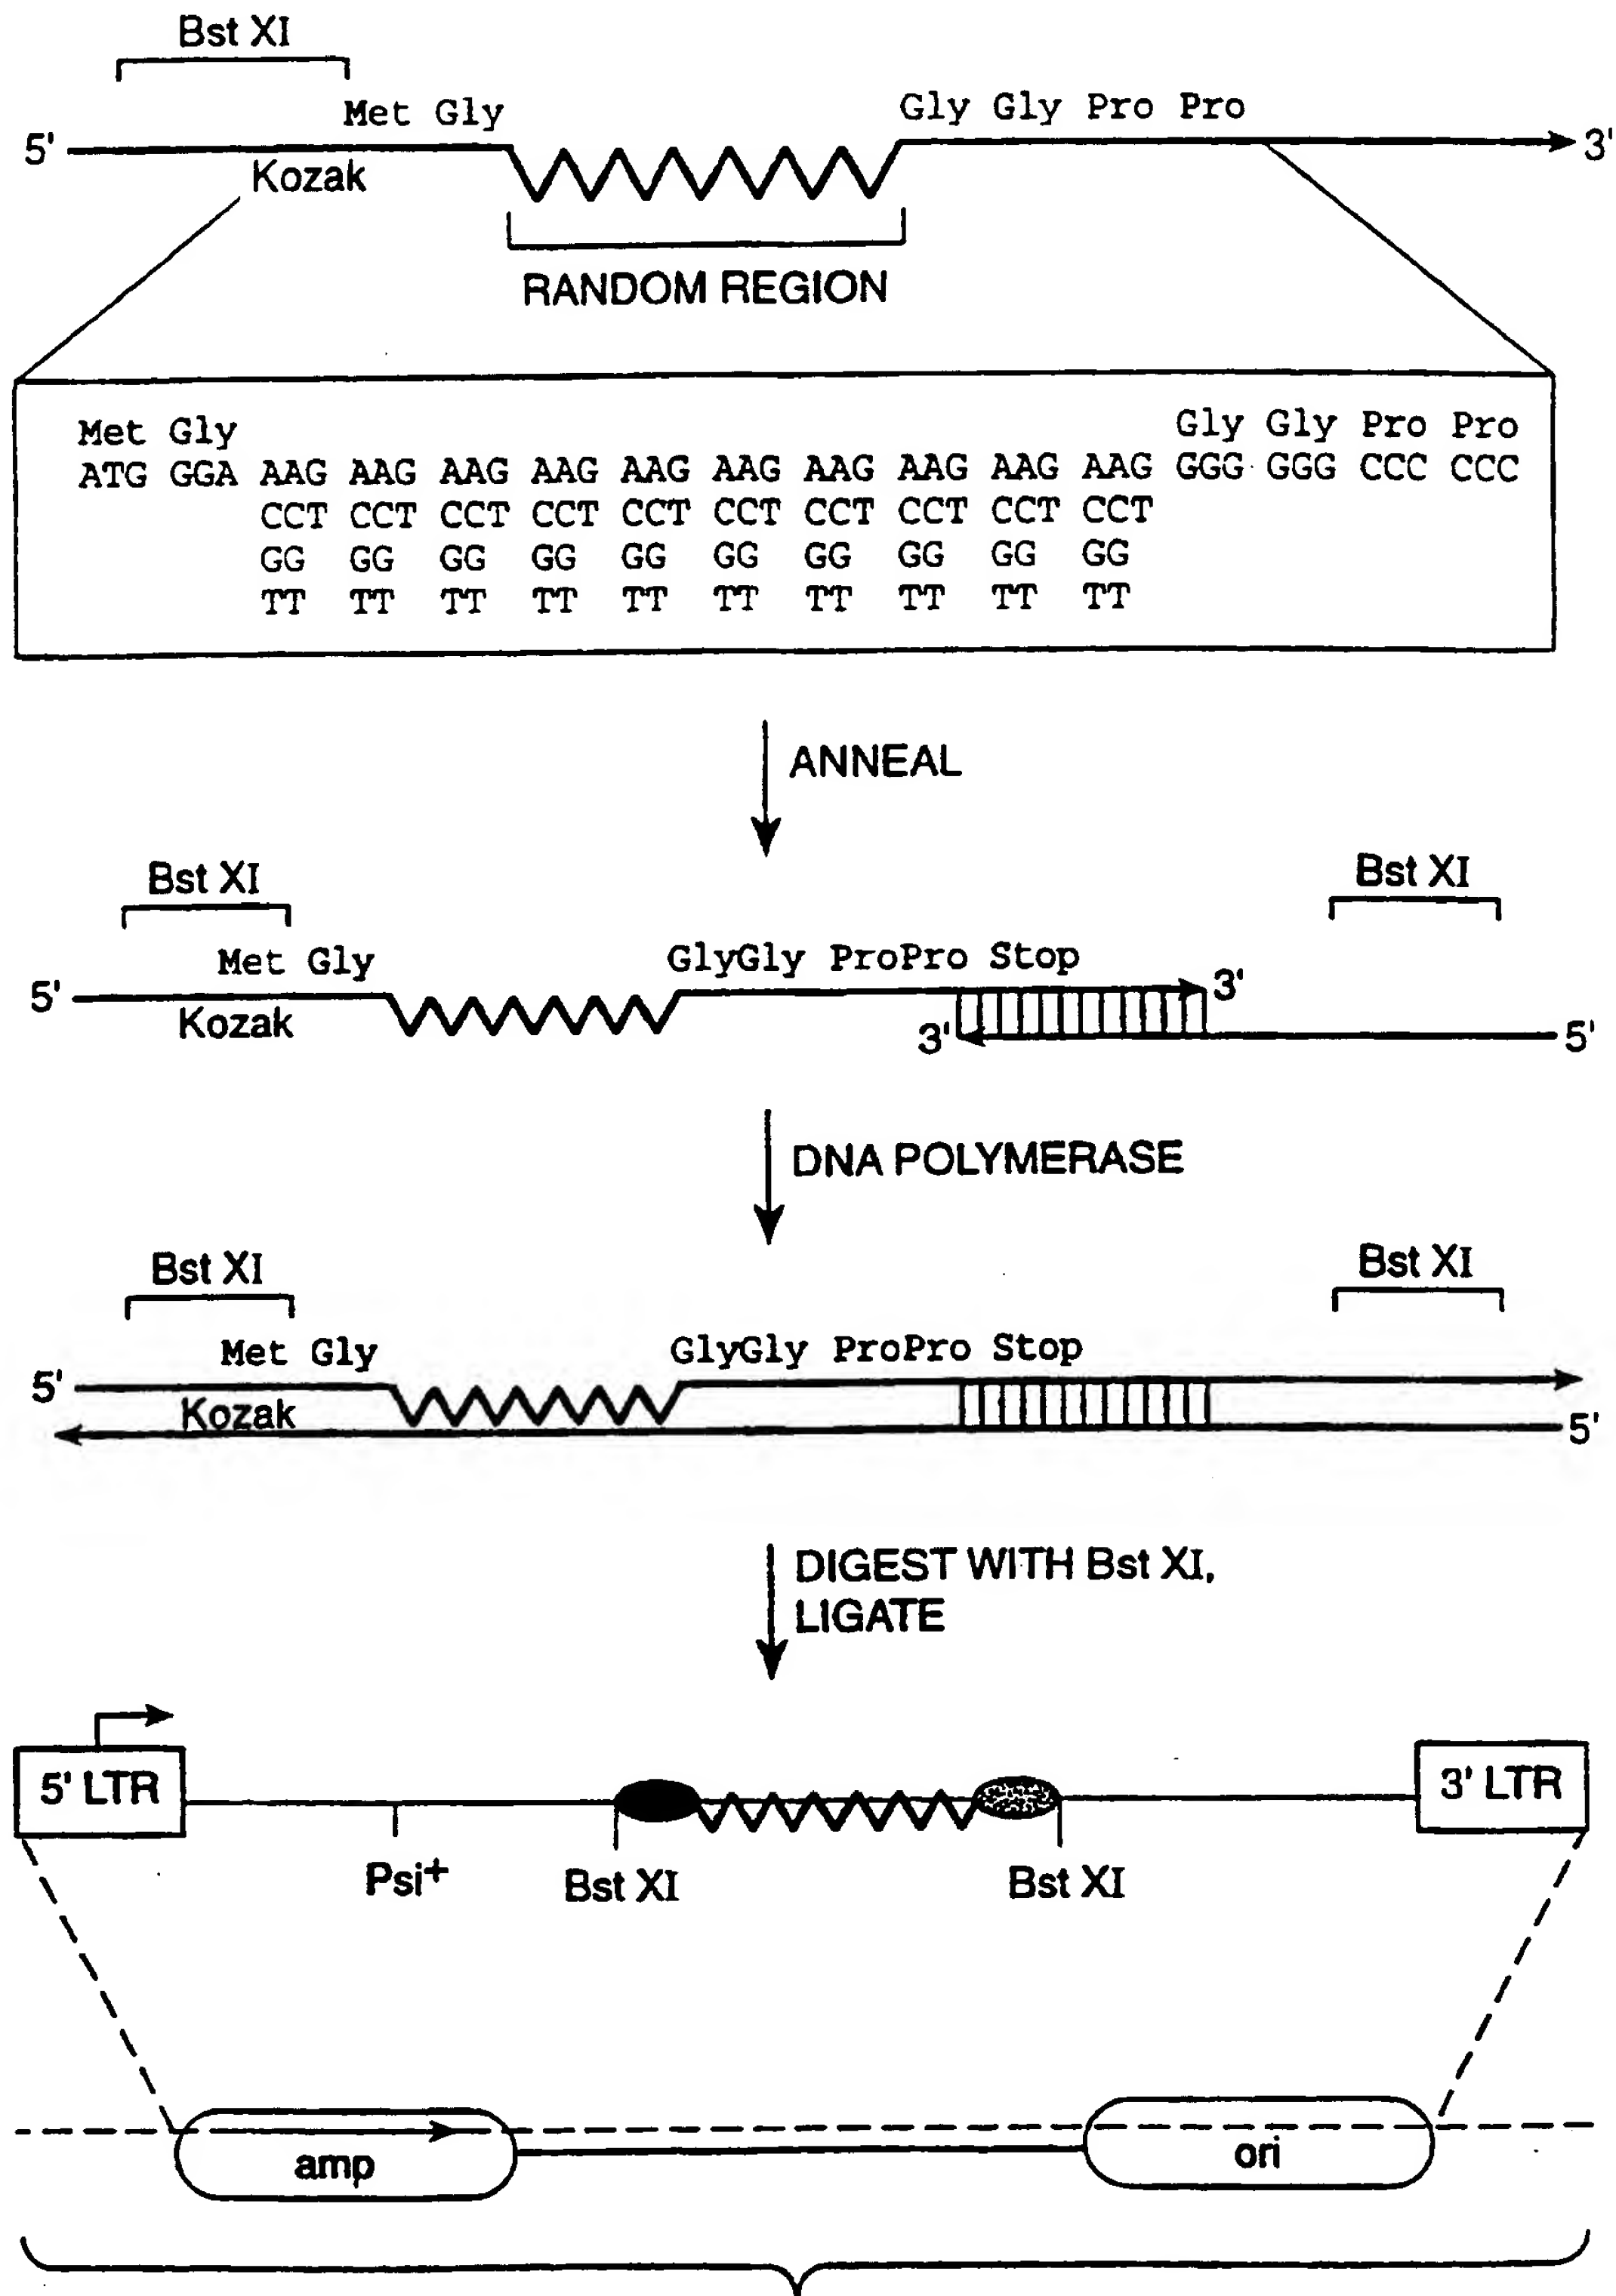 Bst XI
Met Gly Gly Gly Pro Pro
5' 3'
Kozak
RANDOM REGION
Met Gly Gly Gly Pro Pro
ATG GGA AAG AAG AAG AAG AAG AAG AAG AAG AAG AAG GGG GGG CCC CCC
CCT CCT CCT CCT CCT CCT CCT CCT CCT CCT
GG GG GG GG GG GG GG GG GG GG
TT TT TT TT TT TT TT TT TT TT
ANNEAL
Bst XI Bst XI
Met Gly GlyGly ProPro Stop
5' 3'
Kozak 3' 5'
DNA POLYMERASE
Bst XI Bst XI
Met Gly GlyGly ProPro Stop
5'
Kozak 5'
DIGEST WITH Bst XI,
LIGATE
5' LTR 3' LTR
Psi+ Bst XI Bst XI
amp ori